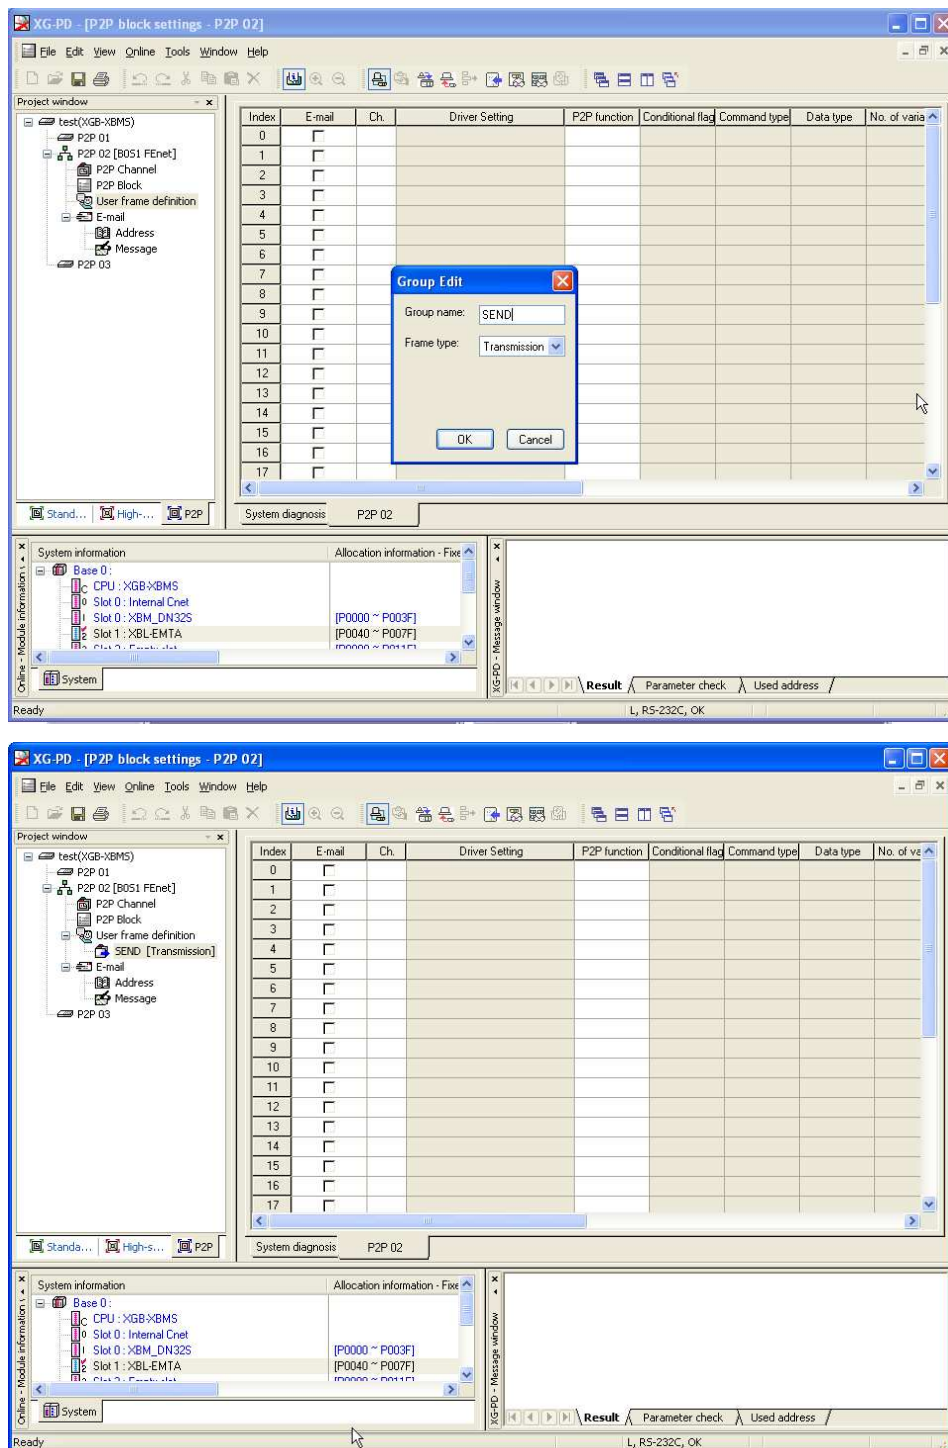 XG-PD - [P2P block settings - P2P 02]
File Edit View Online Tools Window Help
Project window
test(XGB-XBMS)
P2P 01
P2P 02 [B0S1 FEnet]
P2P Channel
P2P Block
User frame definition
E-mail
Address
Message
P2P 03
Stand... High-... P2P
Index E-mail Ch. Driver Setting P2P function Conditional flag Command type Data type No. of varia
0
1
2
3
4
5
6
7
8
9
10
11
12
13
14
15
16
17
Group Edit
Group name: SEND
Frame type: Transmission
OK Cancel
System diagnosis P2P 02
Online - Module information
System information Allocation information - Fixe
Base 0 :
CPU : XGB-XBMS
Slot 0 : Internal Cnet
Slot 0 : XBM_DN32S [P0000 ~ P003F]
Slot 1 : XBL-EMTA [P0040 ~ P007F]
System
XG-PD - Message window
Result Parameter check Used address
Ready L, RS-232C, OK
XG-PD - [P2P block settings - P2P 02]
File Edit View Online Tools Window Help
Project window
test(XGB-XBMS)
P2P 01
P2P 02 [B0S1 FEnet]
P2P Channel
P2P Block
User frame definition
SEND [Transmission]
E-mail
Address
Message
P2P 03
Standa... High-s... P2P
Index E-mail Ch. Driver Setting P2P function Conditional flag Command type Data type No. of va
0
1
2
3
4
5
6
7
8
9
10
11
12
13
14
15
16
17
System diagnosis P2P 02
Online - Module information
System information Allocation information - Fixe
Base 0 :
CPU : XGB-XBMS
Slot 0 : Internal Cnet
Slot 0 : XBM_DN32S [P0000 ~ P003F]
Slot 1 : XBL-EMTA [P0040 ~ P007F]
System
XG-PD - Message window
Result Parameter check Used address
Ready L, RS-232C, OK